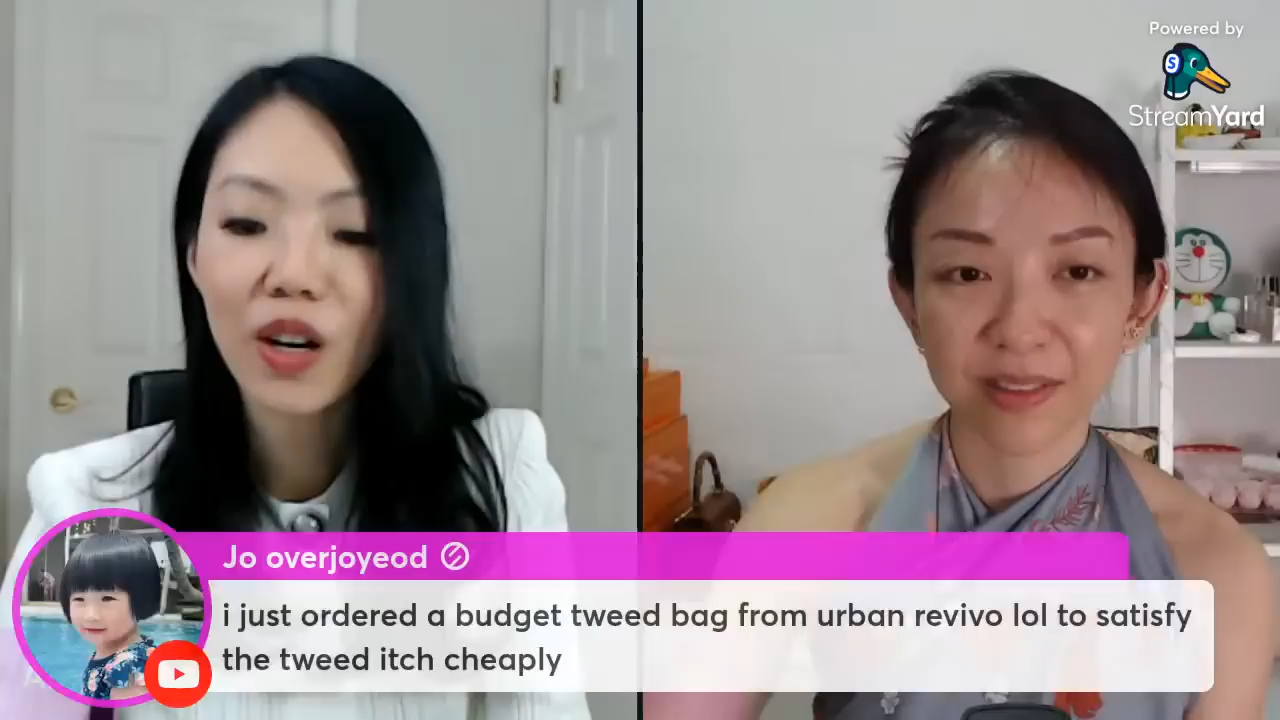 Powered by
StreamYard
Jo overjoyeod
i just ordered a budget tweed bag from urban revivo lol to satisfy
the tweed itch cheaply